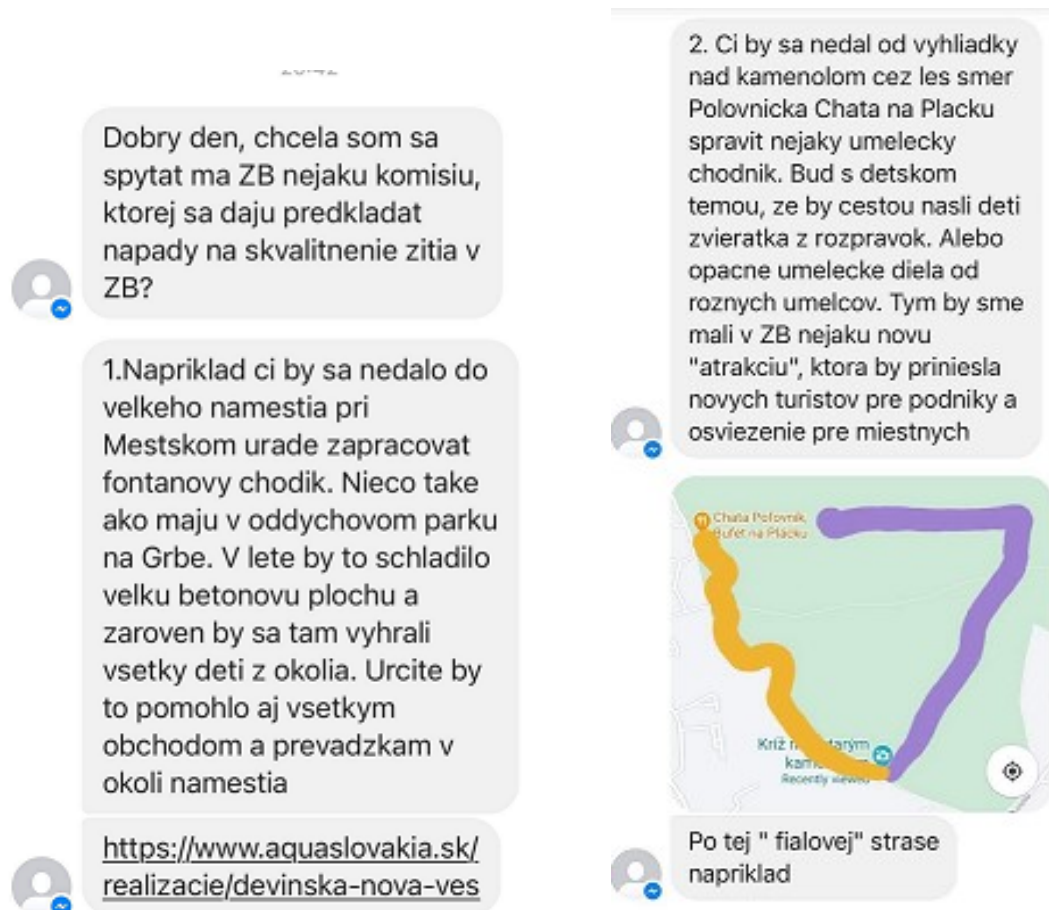 Dobry den, chcela som sa
spytat ma ZB nejaku komisiu,
ktorej sa daju predkladat
napady na skvalitnenie zitia v
ZB?
1.Napriklad ci by sa nedalo do
velkeho namestia pri
Mestskom urade zapracovat
fontanovy chodik. Nieco take
ako maju v oddychovom parku
na Grbe. V lete by to schladilo
velku betonovu plochu a
zaroven by sa tam vyhrali
vsetky deti z okolia. Urcite by
to pomohlo aj vsetkym
obchodom a prevadzkam v
okoli namestia
https://www.aquaslovakia.sk/
realizacie/devinska-nova-ves
2. Ci by sa nedal od vyhliadky
nad kamenolom cez les smer
Polovnicka Chata na Placku
spravit nejaky umelecky
chodnik. Bud s detskom
temou, ze by cestou nasli deti
zvieratka z rozpravok. Alebo
opacne umelecke diela od
roznych umelcov. Tym by sme
mali v ZB nejaku novu
"atrakciu", ktora by priniesla
novych turistov pre podniky a
osviezenie pre miestnych
Chata Poľovník,
Bufet na Plácku
Kríž
Recently viewed
Po tej " fialovej" strase
napriklad